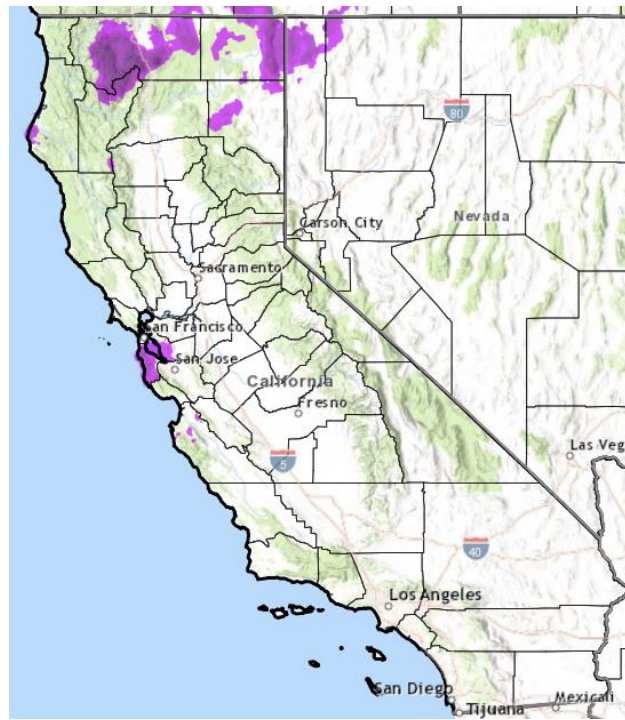 80
Carson City
Nevada
Sacramento
San Francisco
San Jose
California
Fresno
Las Veg
5
40
Los Angeles
San Diego
Tijuana
Mexicali